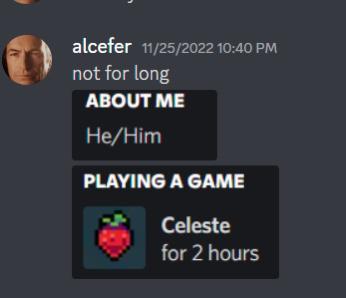 alcefer 11/25/2022 10:40 PM
not for long
ABOUT ME
He/Him
PLAYING A GAME
Celeste
for 2 hours